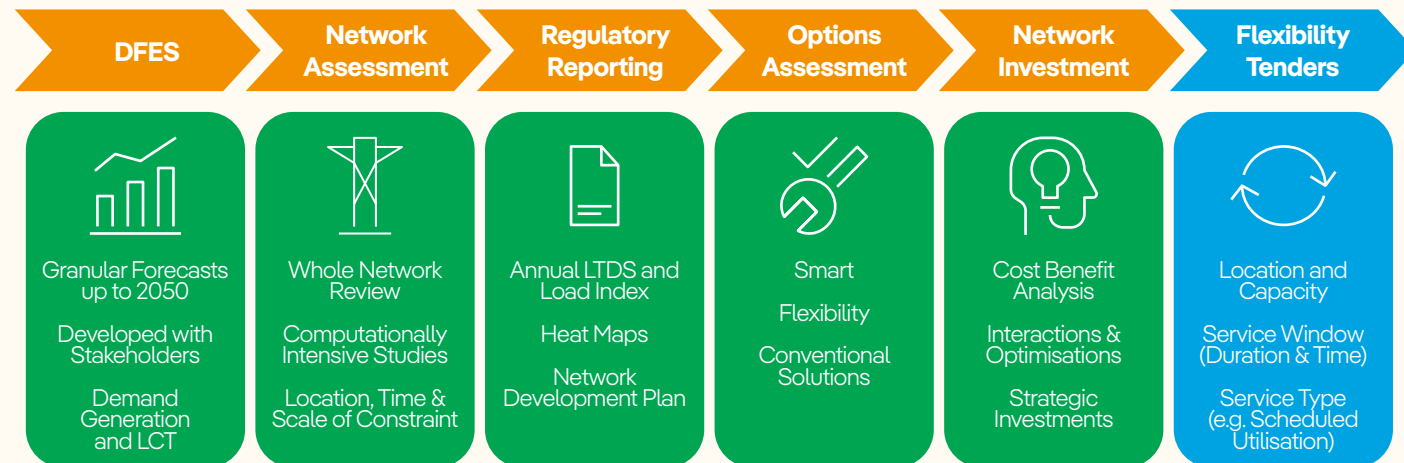 DFES
Network
Assessment
Regulatory
Reporting
Options
Assessment
Network
Investment
Flexibility
Tenders
Granular Forecasts
up to 2050
Developed with
Stakeholders
Demand
Generation
and LCT
Whole Network
Review
Computationally
Intensive Studies
Location, Time &
Scale of Constraint
Annual LTDS and
Load Index
Heat Maps
Network
Development Plan
Smart
Flexibility
Conventional
Solutions
Cost Benefit
Analysis
Interactions &
Optimisations
Strategic
Investments
Location and
Capacity
Service Window
(Duration & Time)
Service Type
(e.g. Scheduled
Utilisation)